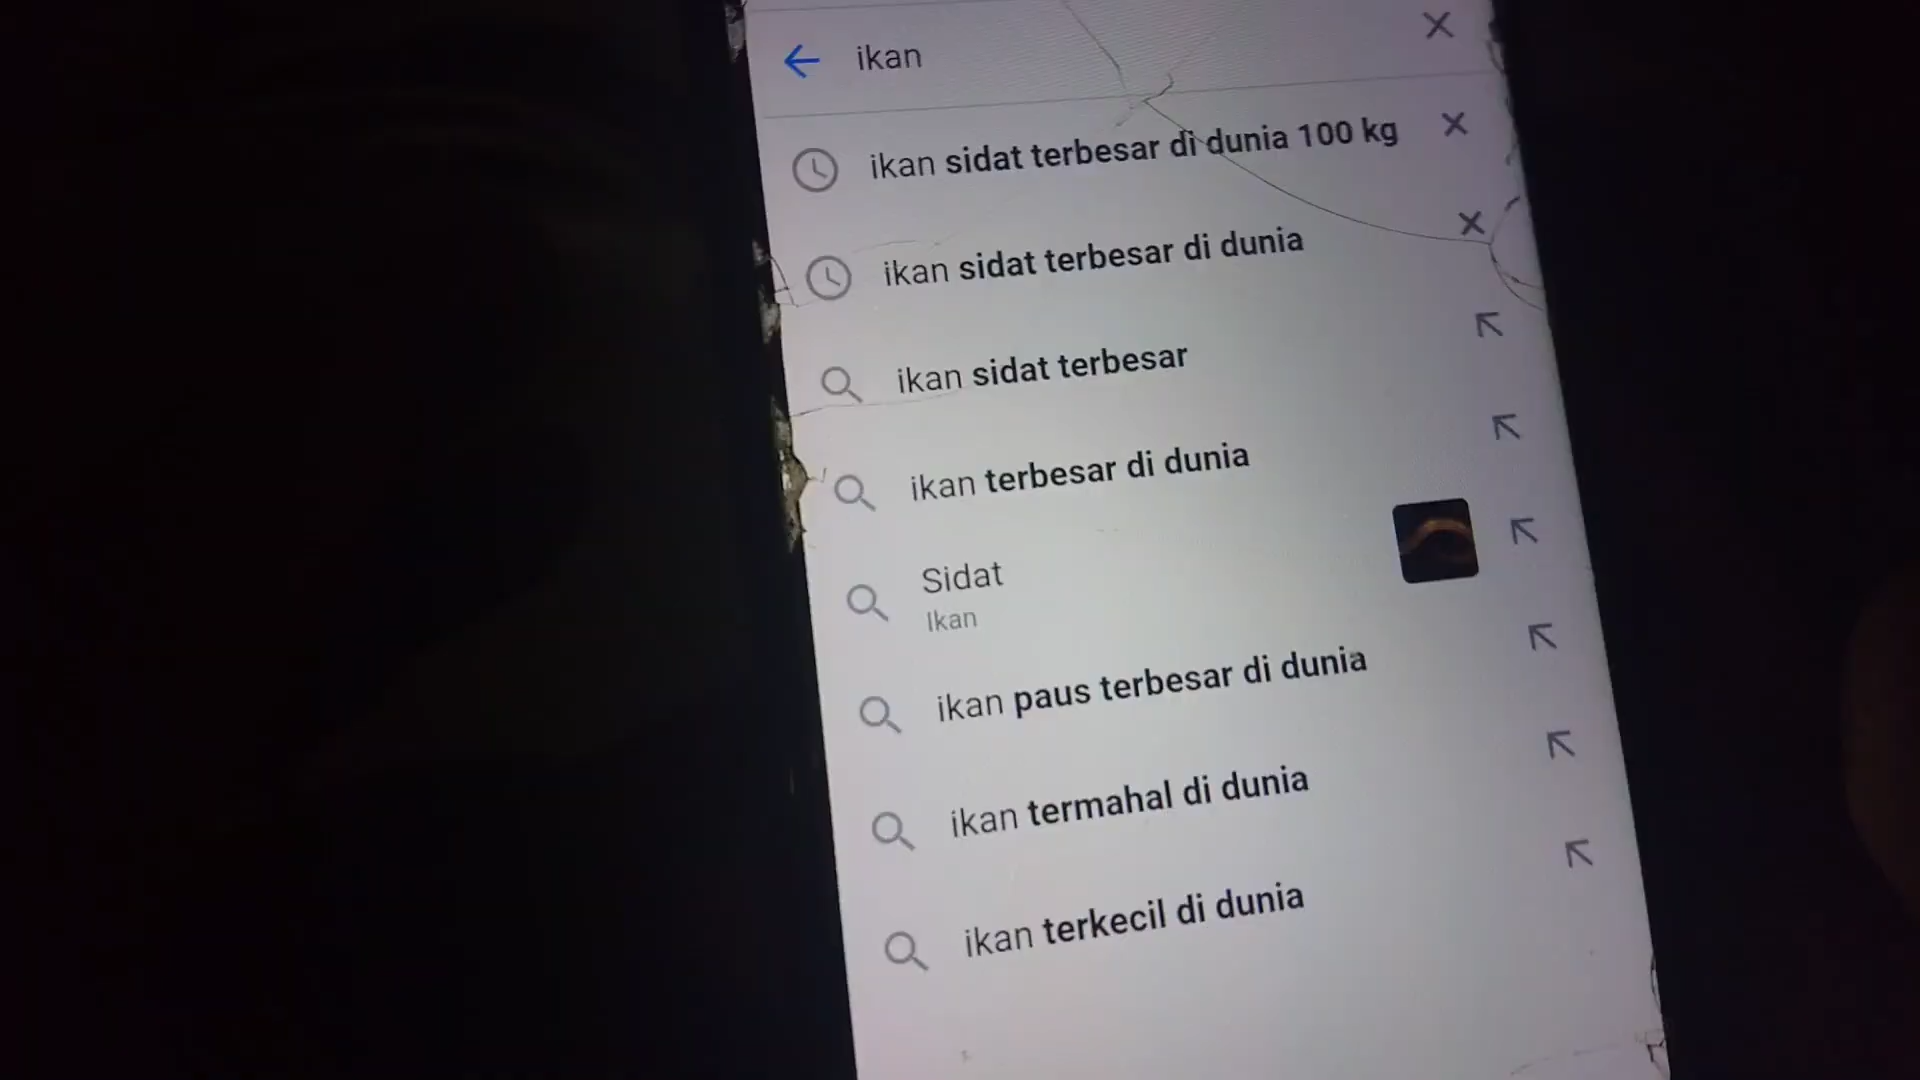 ikan
ikan sidat terbesar di dunia 100 kg
ikan sidat terbesar di dunia
ikan sidat terbesar
ikan terbesar di dunia
Sidat
Ikan
ikan paus terbesar di dunia
ikan termahal di dunia
ikan terkecil di dunia